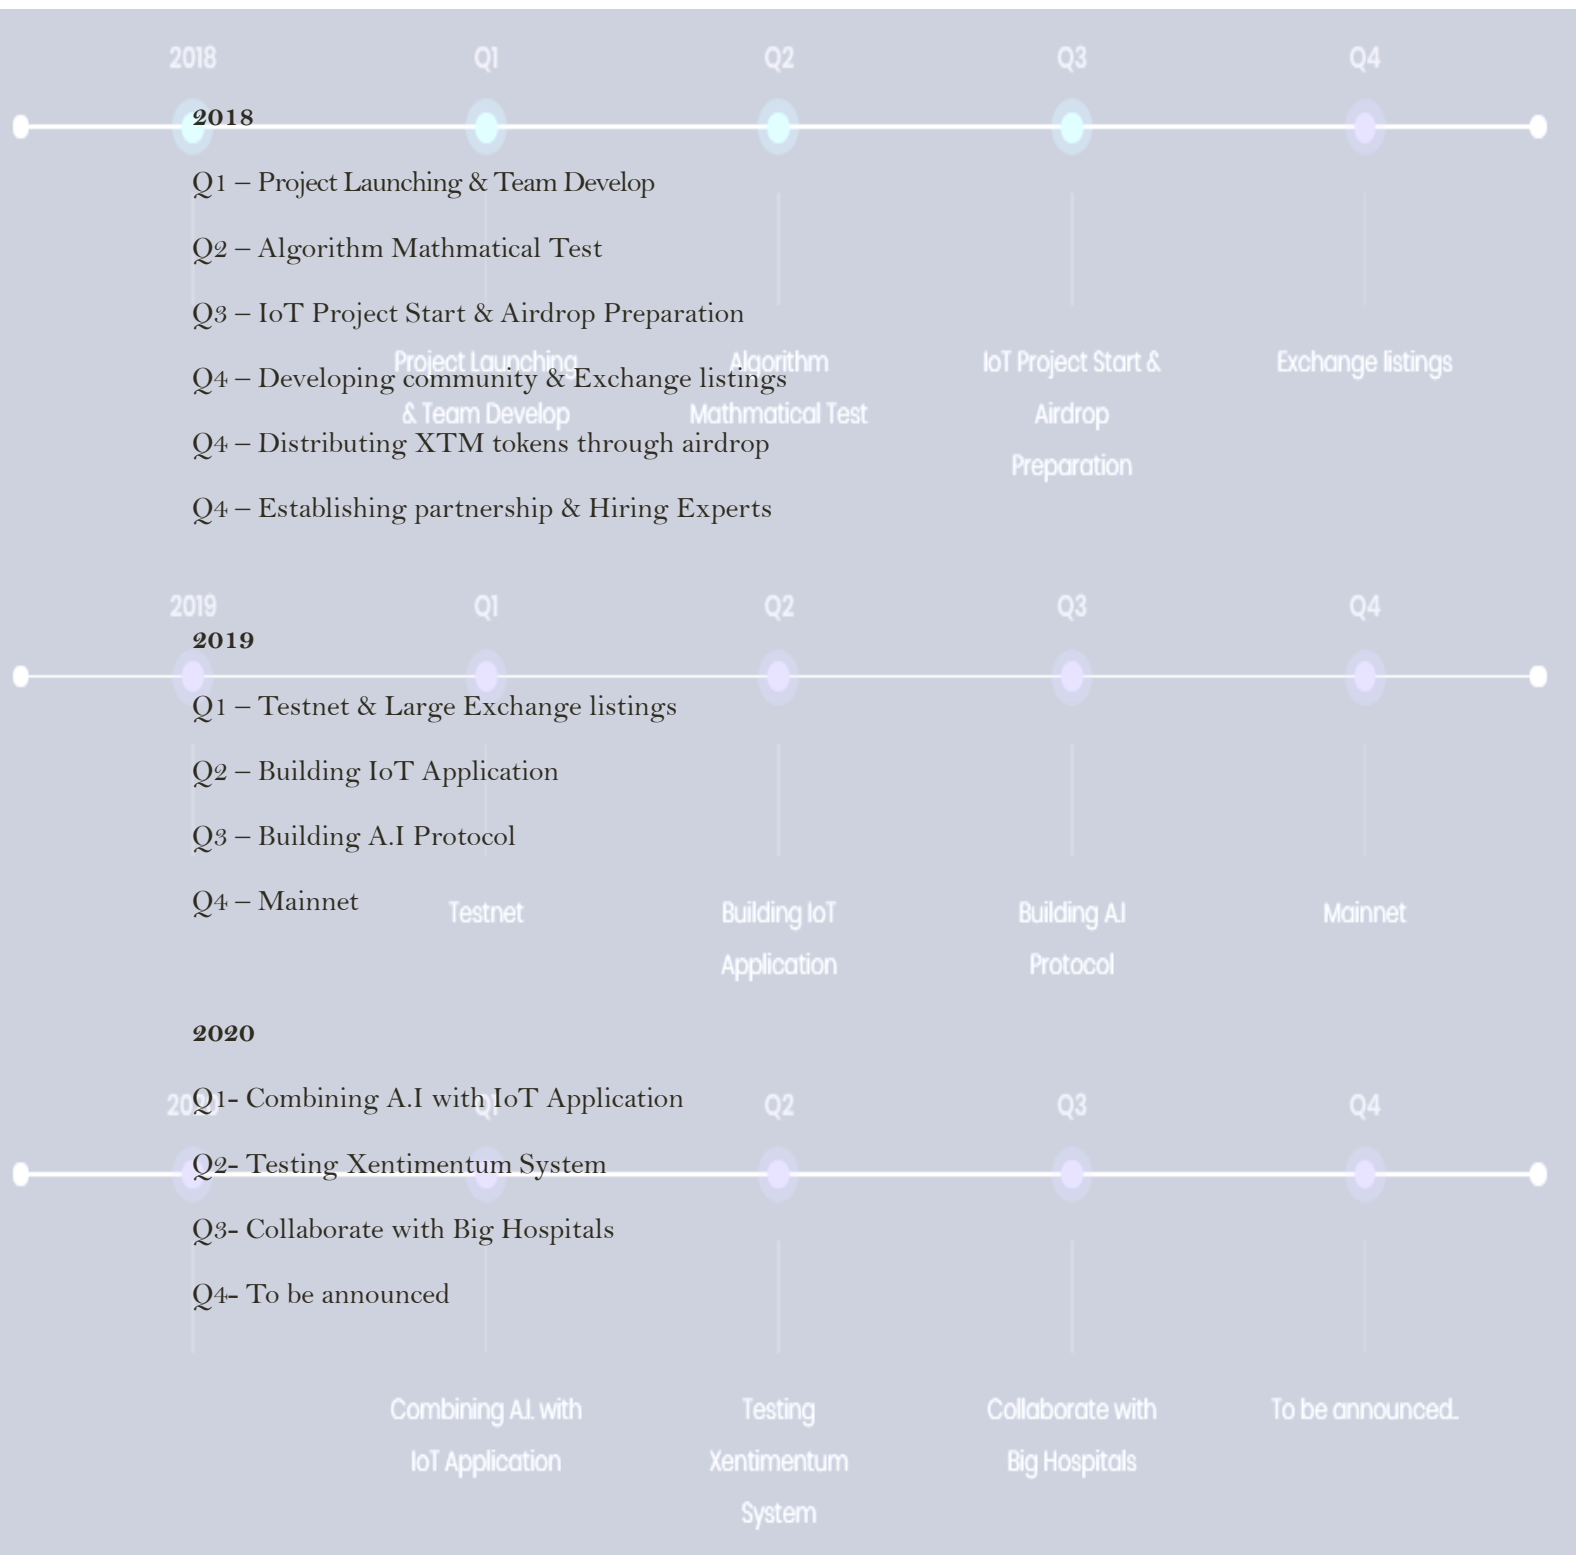 2018 Q1 Q2 Q3 Q4
2018
Q1 – Project Launching & Team Develop
Q2 – Algorithm Mathmatical Test
Q3 – IoT Project Start & Airdrop Preparation
Project Launching Algorithm IoT Project Start & Exchange listings
Q4 – Developing community & Exchange listings
& Team Develop Mathmatical Test Airdrop
Q4 – Distributing XTM tokens through airdrop
Preparation
Q4 – Establishing partnership & Hiring Experts
2019 Q1 Q2 Q3 Q4
2019
Q1 – Testnet & Large Exchange listings
Q2 – Building IoT Application
Q3 – Building A.I Protocol
Q4 – Mainnet
Testnet Building IoT Building A.I Mainnet
Application Protocol
2020
Q1- Combining A.I with IoT Application
2020 Q1 Q2 Q3 Q4
Q2- Testing Xentimentum System
Q3- Collaborate with Big Hospitals
Q4- To be announced
Combining A.I. with Testing Collaborate with To be announced..
IoT Application Xentimentum Big Hospitals
System